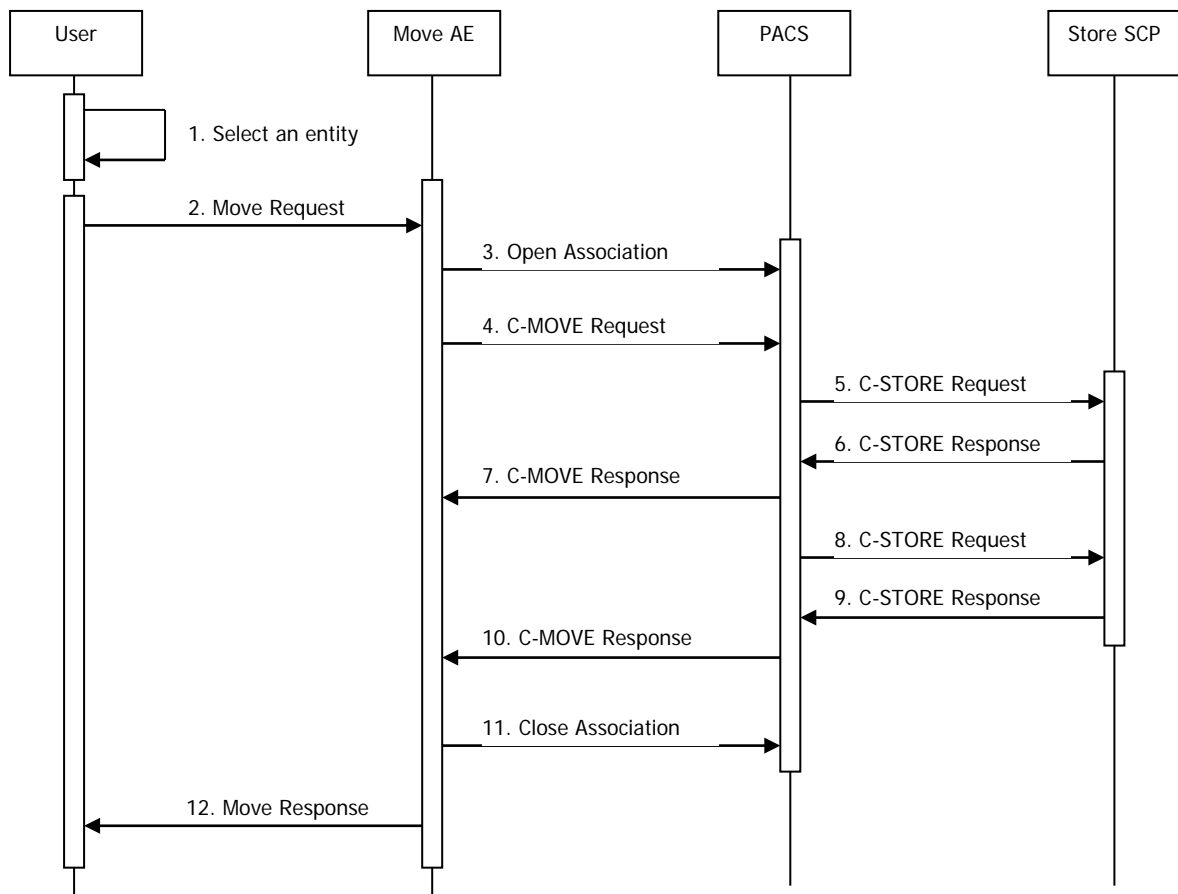 User
Move AE
PACS
Store SCP
1. Select an entity
2. Move Request
3. Open Association
4. C-MOVE Request
5. C-STORE Request
6. C-STORE Response
7. C-MOVE Response
8. C-STORE Request
9. C-STORE Response
10. C-MOVE Response
11. Close Association
12. Move Response